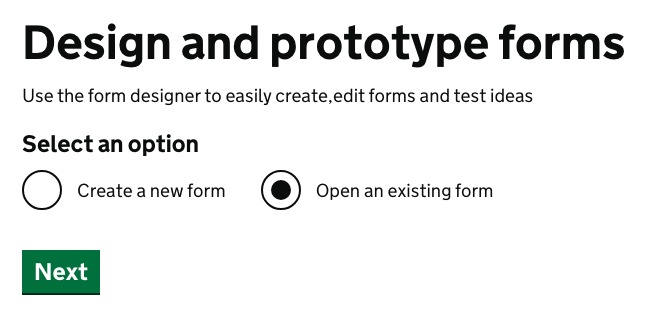 Design and prototype forms
Use the form designer to easily create,edit forms and test ideas
Select an option
Create a new form Open an existing form
Next